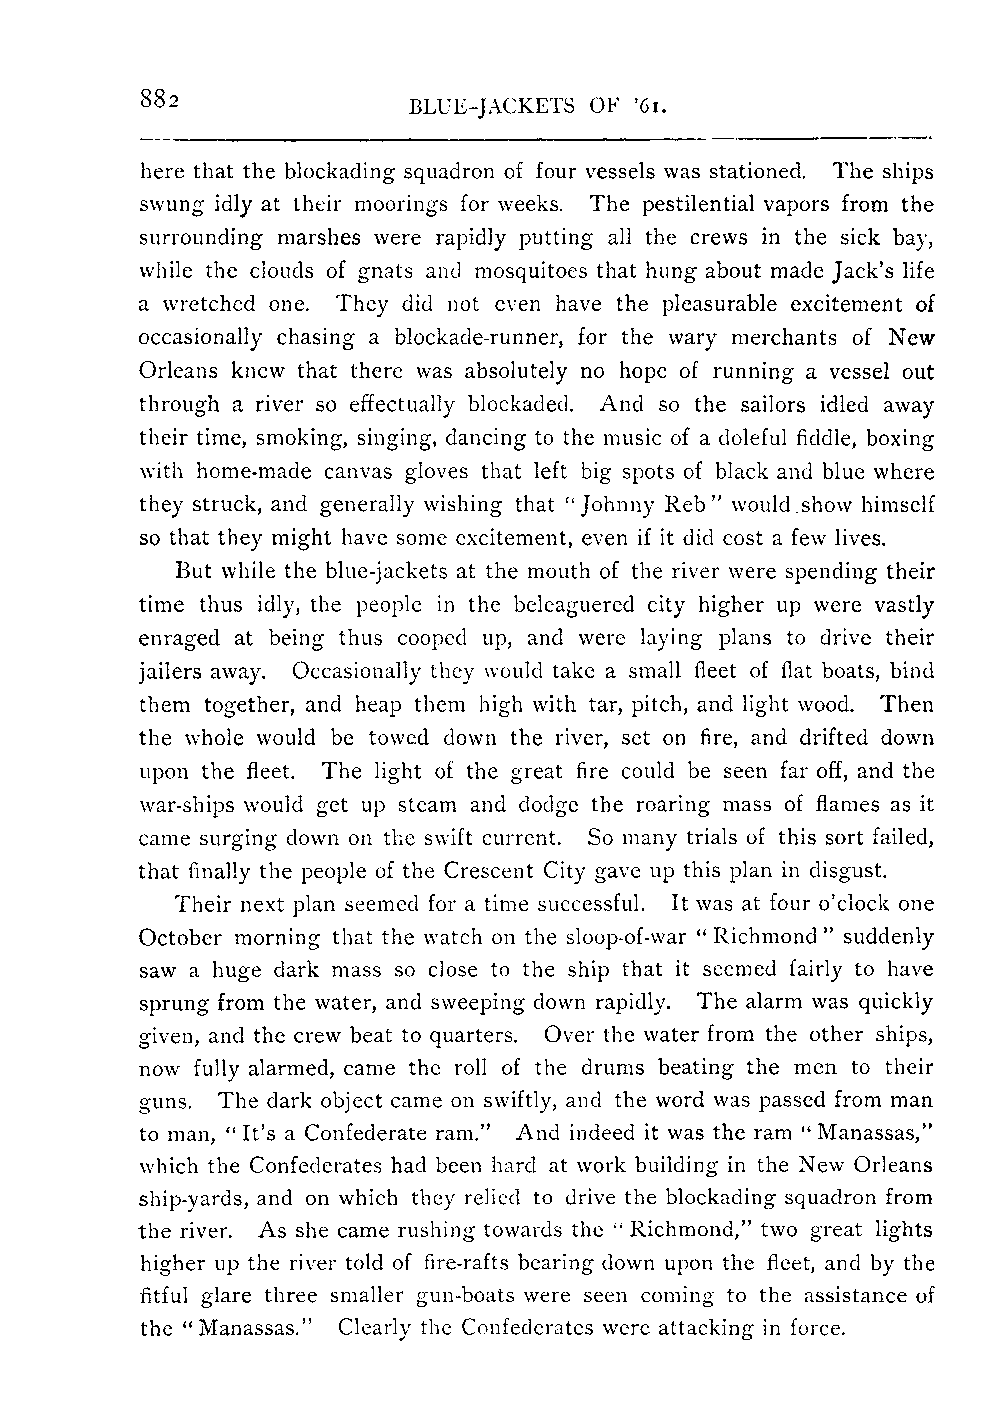 882
BLUE-JACKETS OF '61.
here that the blockading squadron of four vessels was stationed. The ships
swung idly at their moorings for weeks. The pestilential vapors from the
surrounding marshes were rapidly putting all the crews in the sick bay,
while the clouds of gnats and mosquitoes that hung about made Jack's life
a wretched one. They did not even have the pleasurable excitement of
occasionally chasing a blockade-runner, for the wary merchants of New
Orleans knew that there was absolutely no hope of running a vessel out
through a river so effectually blockaded. And so the sailors idled away
their time, smoking, singing, dancing to the music of a doleful fiddle, boxing
with home-made canvas gloves that left big spots of black and blue where
they struck, and generally wishing that "Johnny Reb" would show himself
so that they might have some excitement, even if it did cost a few lives.
But while the blue-jackets at the mouth of the river were spending their
time thus idly, the people in the beleaguered city higher up were vastly
enraged at being thus cooped up, and were laying plans to drive their
jailers away. Occasionally they would take a small fleet of flat boats, bind
them together, and heap them high with tar, pitch, and light wood. Then
the whole would be towed down the river, set on fire, and drifted down
upon the fleet. The light of the great fire could be seen far off, and the
war-ships would get up steam and dodge the roaring mass of flames as it
came surging down on the swift current. So many trials of this sort failed,
that finally the people of the Crescent City gave up this plan in disgust.
Their next plan seemed for a time successful. It was at four o'clock one
October morning that the watch on the sloop-of-war "Richmond" suddenly
saw a huge dark mass so close to the ship that it seemed fairly to have
sprung from the water, and sweeping down rapidly. The alarm was quickly
given, and the crew beat to quarters. Over the water from the other ships,
now fully alarmed, came the roll of the drums beating the men to their
guns. The dark object came on swiftly, and the word was passed from man
to man, "It's a Confederate ram." And indeed it was the ram "Manassas,"
which the Confederates had been hard at work building in the New Orleans
ship-yards, and on which they relied to drive the blockading squadron from
the river. As she came rushing towards the "Richmond," two great lights
higher up the river told of fire-rafts bearing down upon the fleet, and by the
fitful glare three smaller gun-boats were seen coming to the assistance of
the "Manassas." Clearly the Confederates were attacking in force.